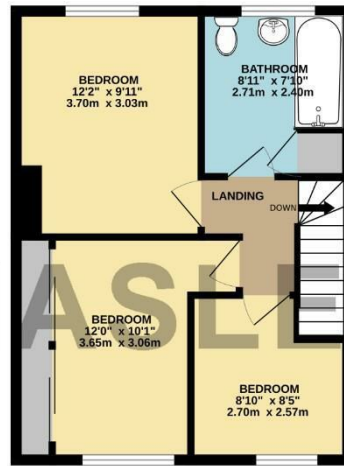 BEDROOM
12'2" x 9'11"
3.70m x 3.03m
BATHROOM
8'11" x 7'10"
2.71m x 2.40m
LANDING
DOWN
ASLE
BEDROOM
12'0" x 10'1"
3.65m x 3.06m
BEDROOM
8'10" x 8'5"
2.70m x 2.57m